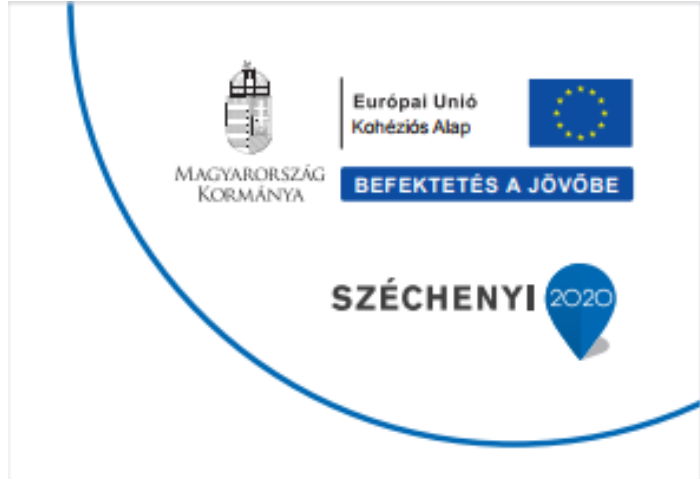 Európai Unió
Kohéziós Alap
MAGYARORSZÁG
KORMÁNYA
BEFEKTETÉS A JÖVŐBE
SZÉCHENYI 2020